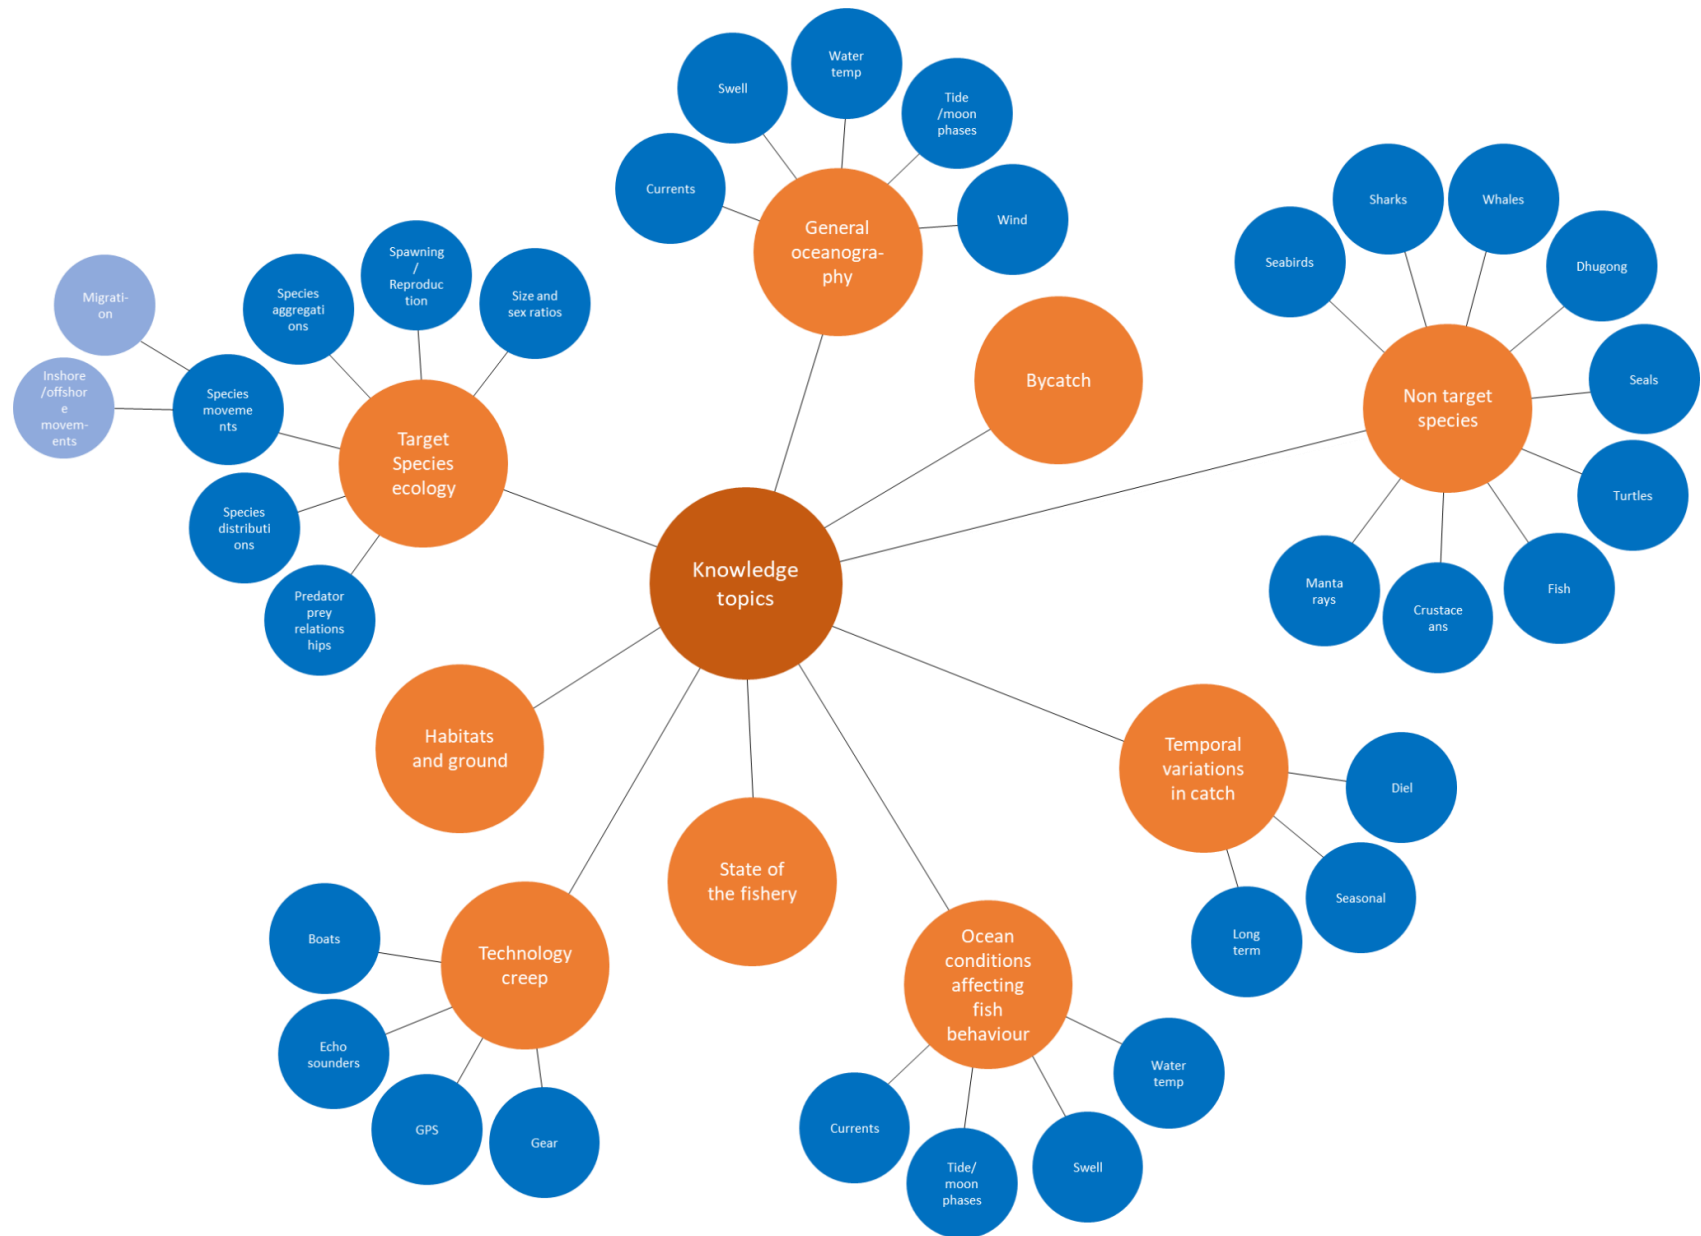 Water
temp
Swell
Tide
/moon
phases
Currents
Wind
General
oceanogra-
phy
Sharks
Whales
Seabirds
Dhugong
Seals
Non target
species
Turtles
Fish
Crustace
ans
Manta
rays
Bycatch
Spawning
/
Reproduc
tion
Species
aggregati
ons
Size and
sex ratios
Migrati-
on
Inshore
/offshor
e
movem-
ents
Species
moveme
nts
Target
Species
ecology
Species
distributi
ons
Predator
prey
relations
hips
Knowledge
topics
Habitats
and ground
State of
the fishery
Temporal
variations
in catch
Diel
Seasonal
Long
term
Technology
creep
Boats
Echo
sounders
GPS
Gear
Ocean
conditions
affecting
fish
behaviour
Water
temp
Currents
Tide/
moon
phases
Swell